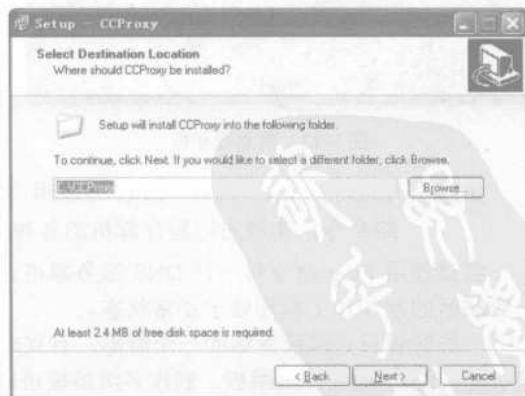 Setup - CCProxy
Select Destination Location
Where should CCProxy be installed?
Setup will install CCProxy into the following folder.
To continue, click Next. If you would like to select a different folder, click Browse.
C:\CCProxy
Browse...
At least 2.4 MB of free disk space is required.
< Back
Next >
Cancel